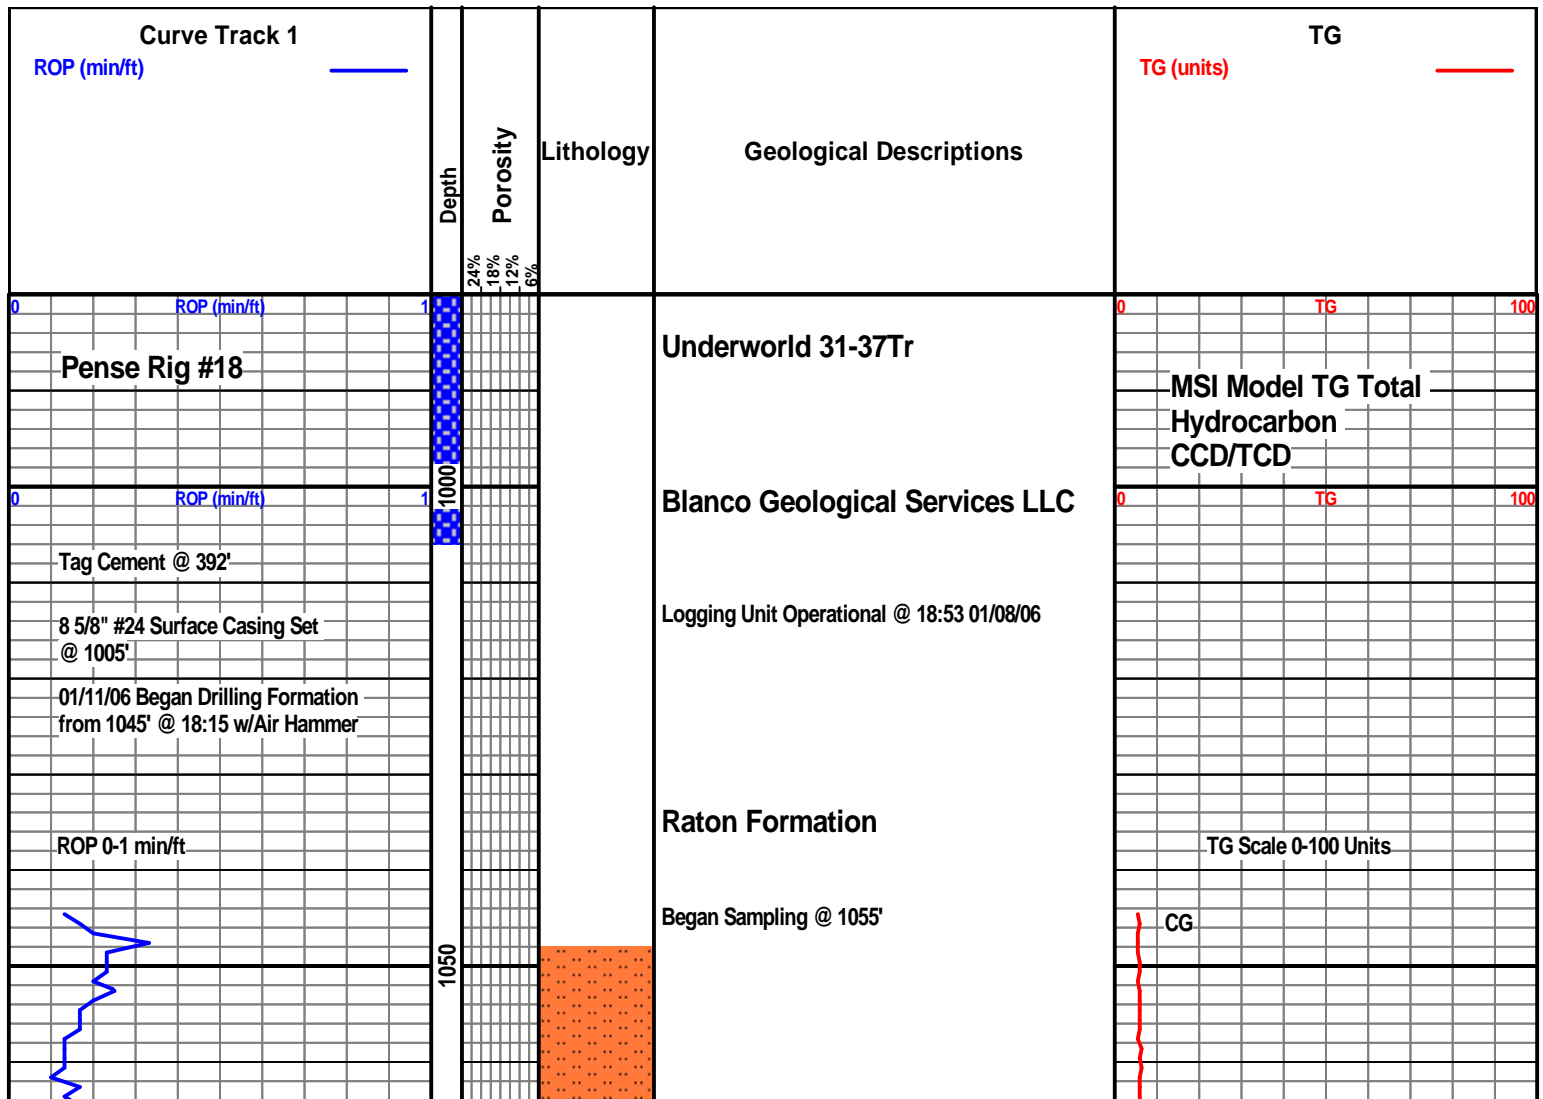 Curve Track 1
ROP (min/ft)
Depth
Porosity
24%
18%
12%
6%
Lithology
Geological Descriptions
TG
TG (units)
0 ROP (min/ft) 1
0 TG 100
Pense Rig #18
Underworld 31-37Tr
MSI Model TG Total
Hydrocarbon
CCD/TCD
1000
0 ROP (min/ft) 1
Blanco Geological Services LLC
0 TG 100
Tag Cement @ 392'
8 5/8" #24 Surface Casing Set
@ 1005'
Logging Unit Operational @ 18:53 01/08/06
01/11/06 Began Drilling Formation
from 1045' @ 18:15 w/Air Hammer
Raton Formation
ROP 0-1 min/ft
TG Scale 0-100 Units
Began Sampling @ 1055'
CG
1050